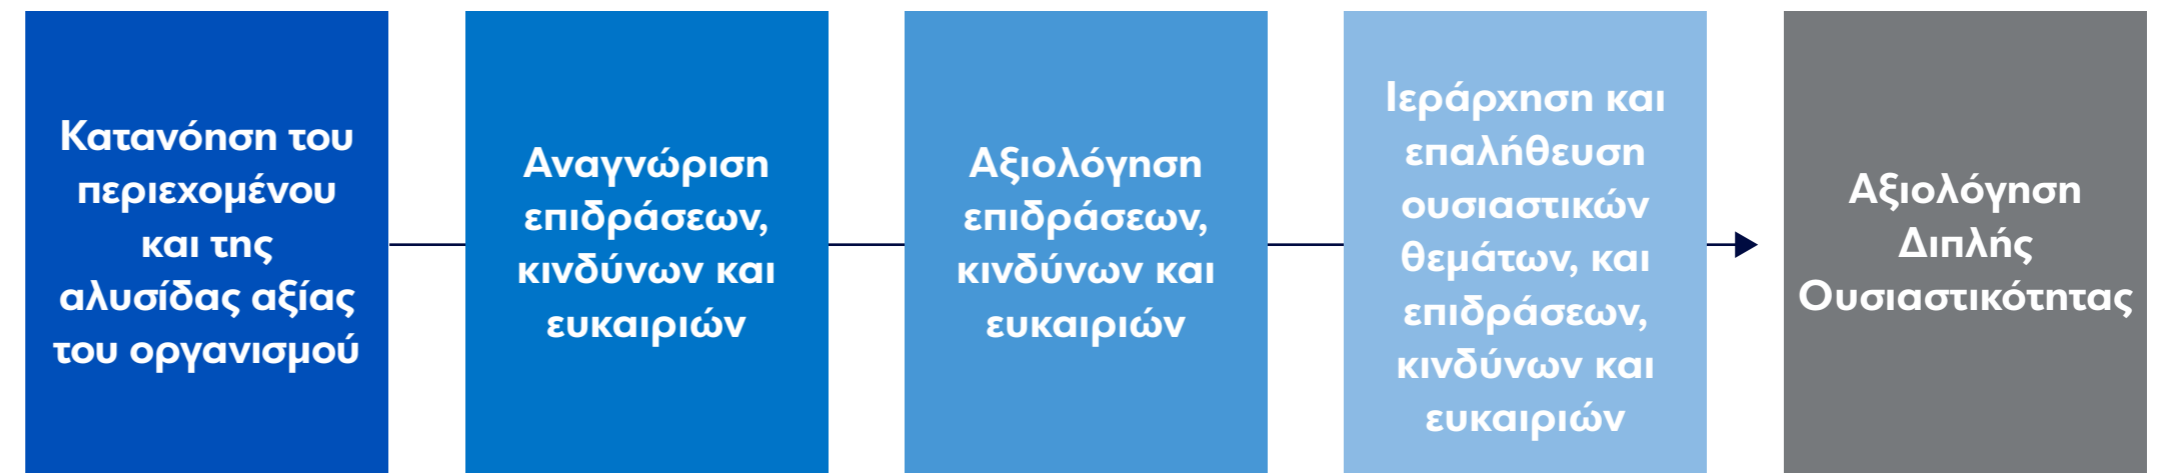 Κατανόηση του
περιεχομένου
και της
αλυσίδας αξίας
του οργανισμού
Αναγνώριση
επιδράσεων,
κινδύνων και
ευκαιριών
Αξιολόγηση
επιδράσεων,
κινδύνων και
ευκαιριών
Ιεράρχηση και
επαλήθευση
ουσιαστικών
θεμάτων, και
επιδράσεων,
κινδύνων και
ευκαιριών
Αξιολόγηση
Διπλής
Ουσιαστικότητας